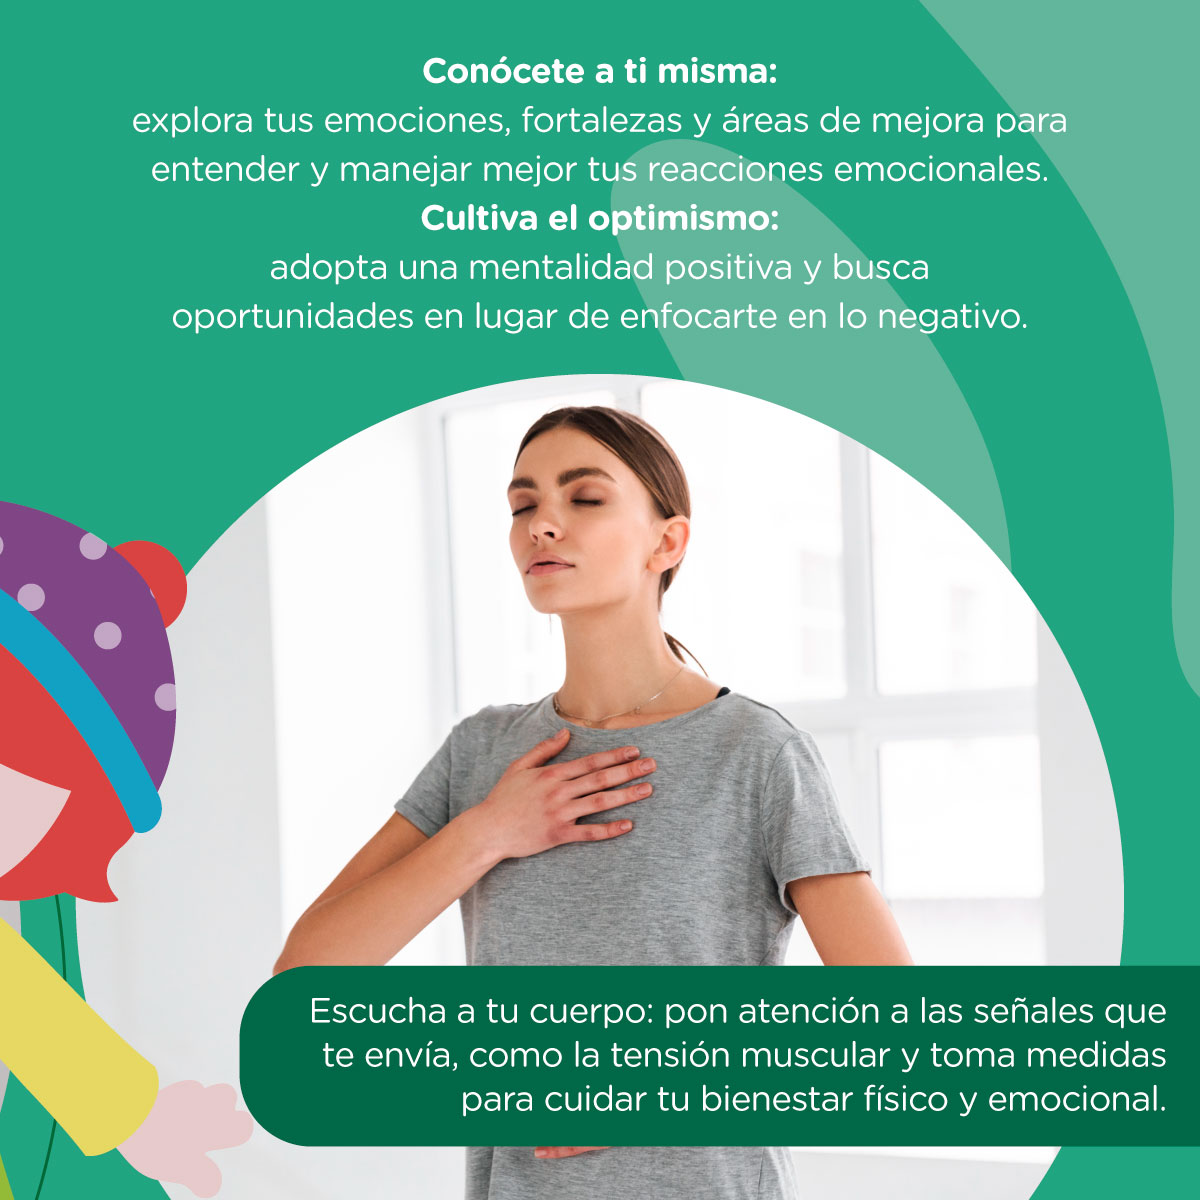 Conócete a ti misma:
explora tus emociones, fortalezas y áreas de mejora para
entender y manejar mejor tus reacciones emocionales.
Cultiva el optimismo:
adopta una mentalidad positiva y busca
oportunidades en lugar de enfocarte en lo negativo.
Escucha a tu cuerpo: pon atención a las señales que
te envía, como la tensión muscular y toma medidas
para cuidar tu bienestar físico y emocional.